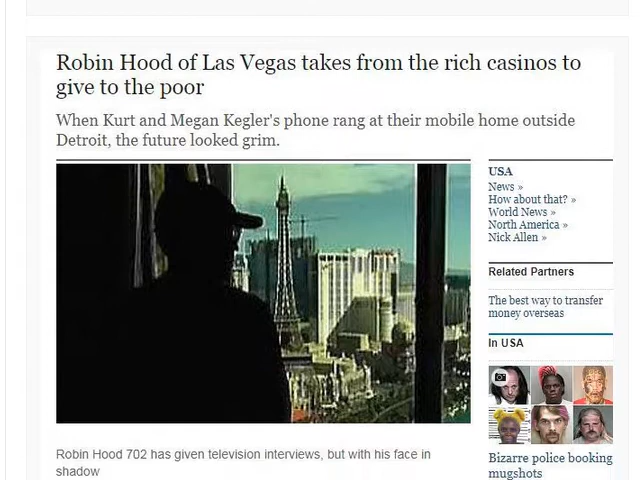 Robin Hood of Las Vegas takes from the rich casinos to
give to the poor
When Kurt and Megan Kegler's phone rang at their mobile home outside
Detroit, the future looked grim.
USA
News »
How about that? »
World News »
North America »
Nick Allen »
Related Partners
The best way to transfer
money overseas
In USA
Bizarre police booking
mugshots
Robin Hood 702 has given television interviews, but with his face in
shadow